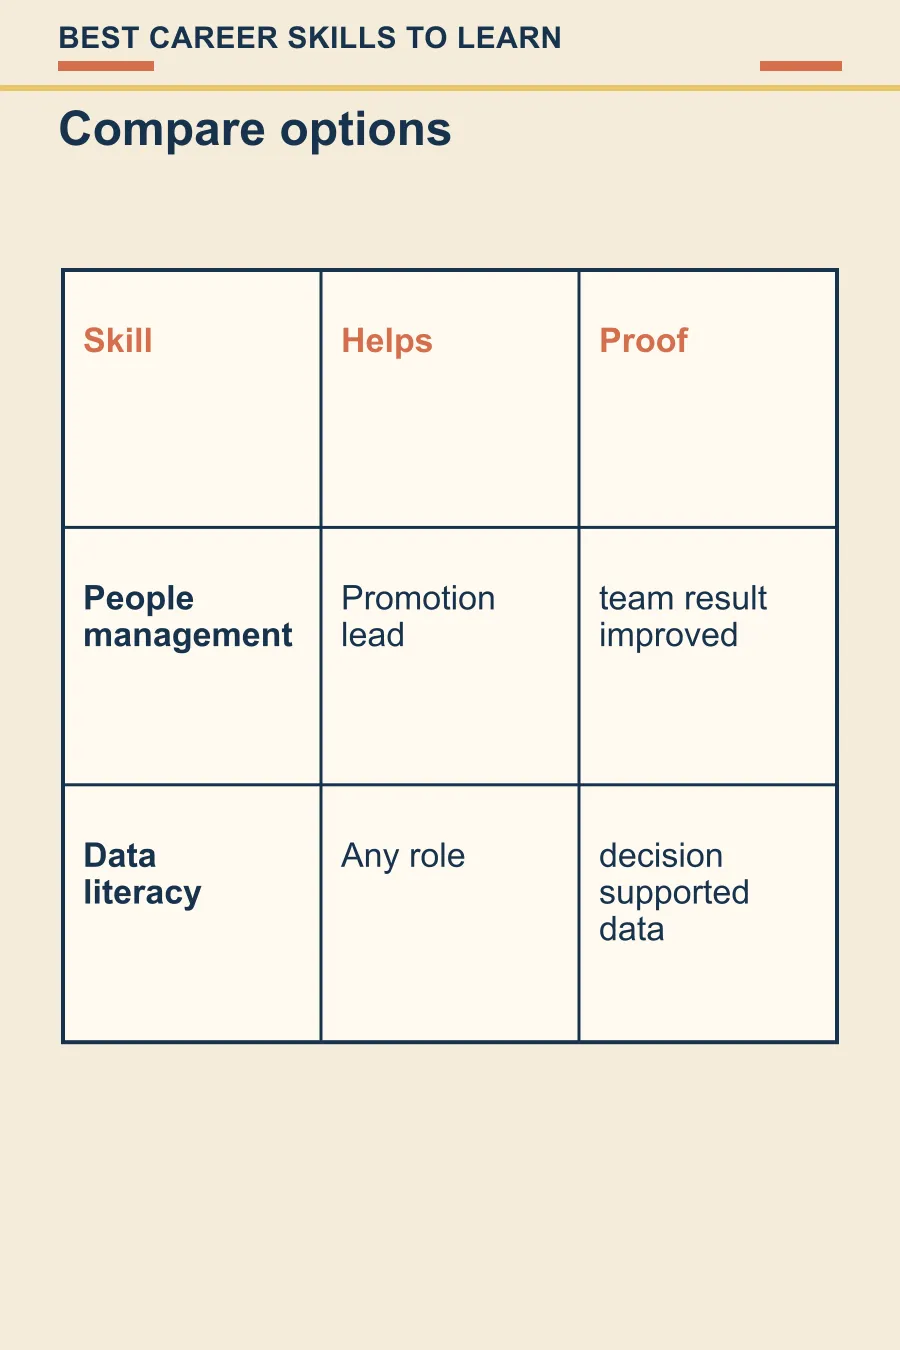 BEST CAREER SKILLS TO LEARN
Compare options
Skill
Helps
Proof
People
management
Promotion
lead
team result
improved
Data
literacy
Any role
decision
supported
data